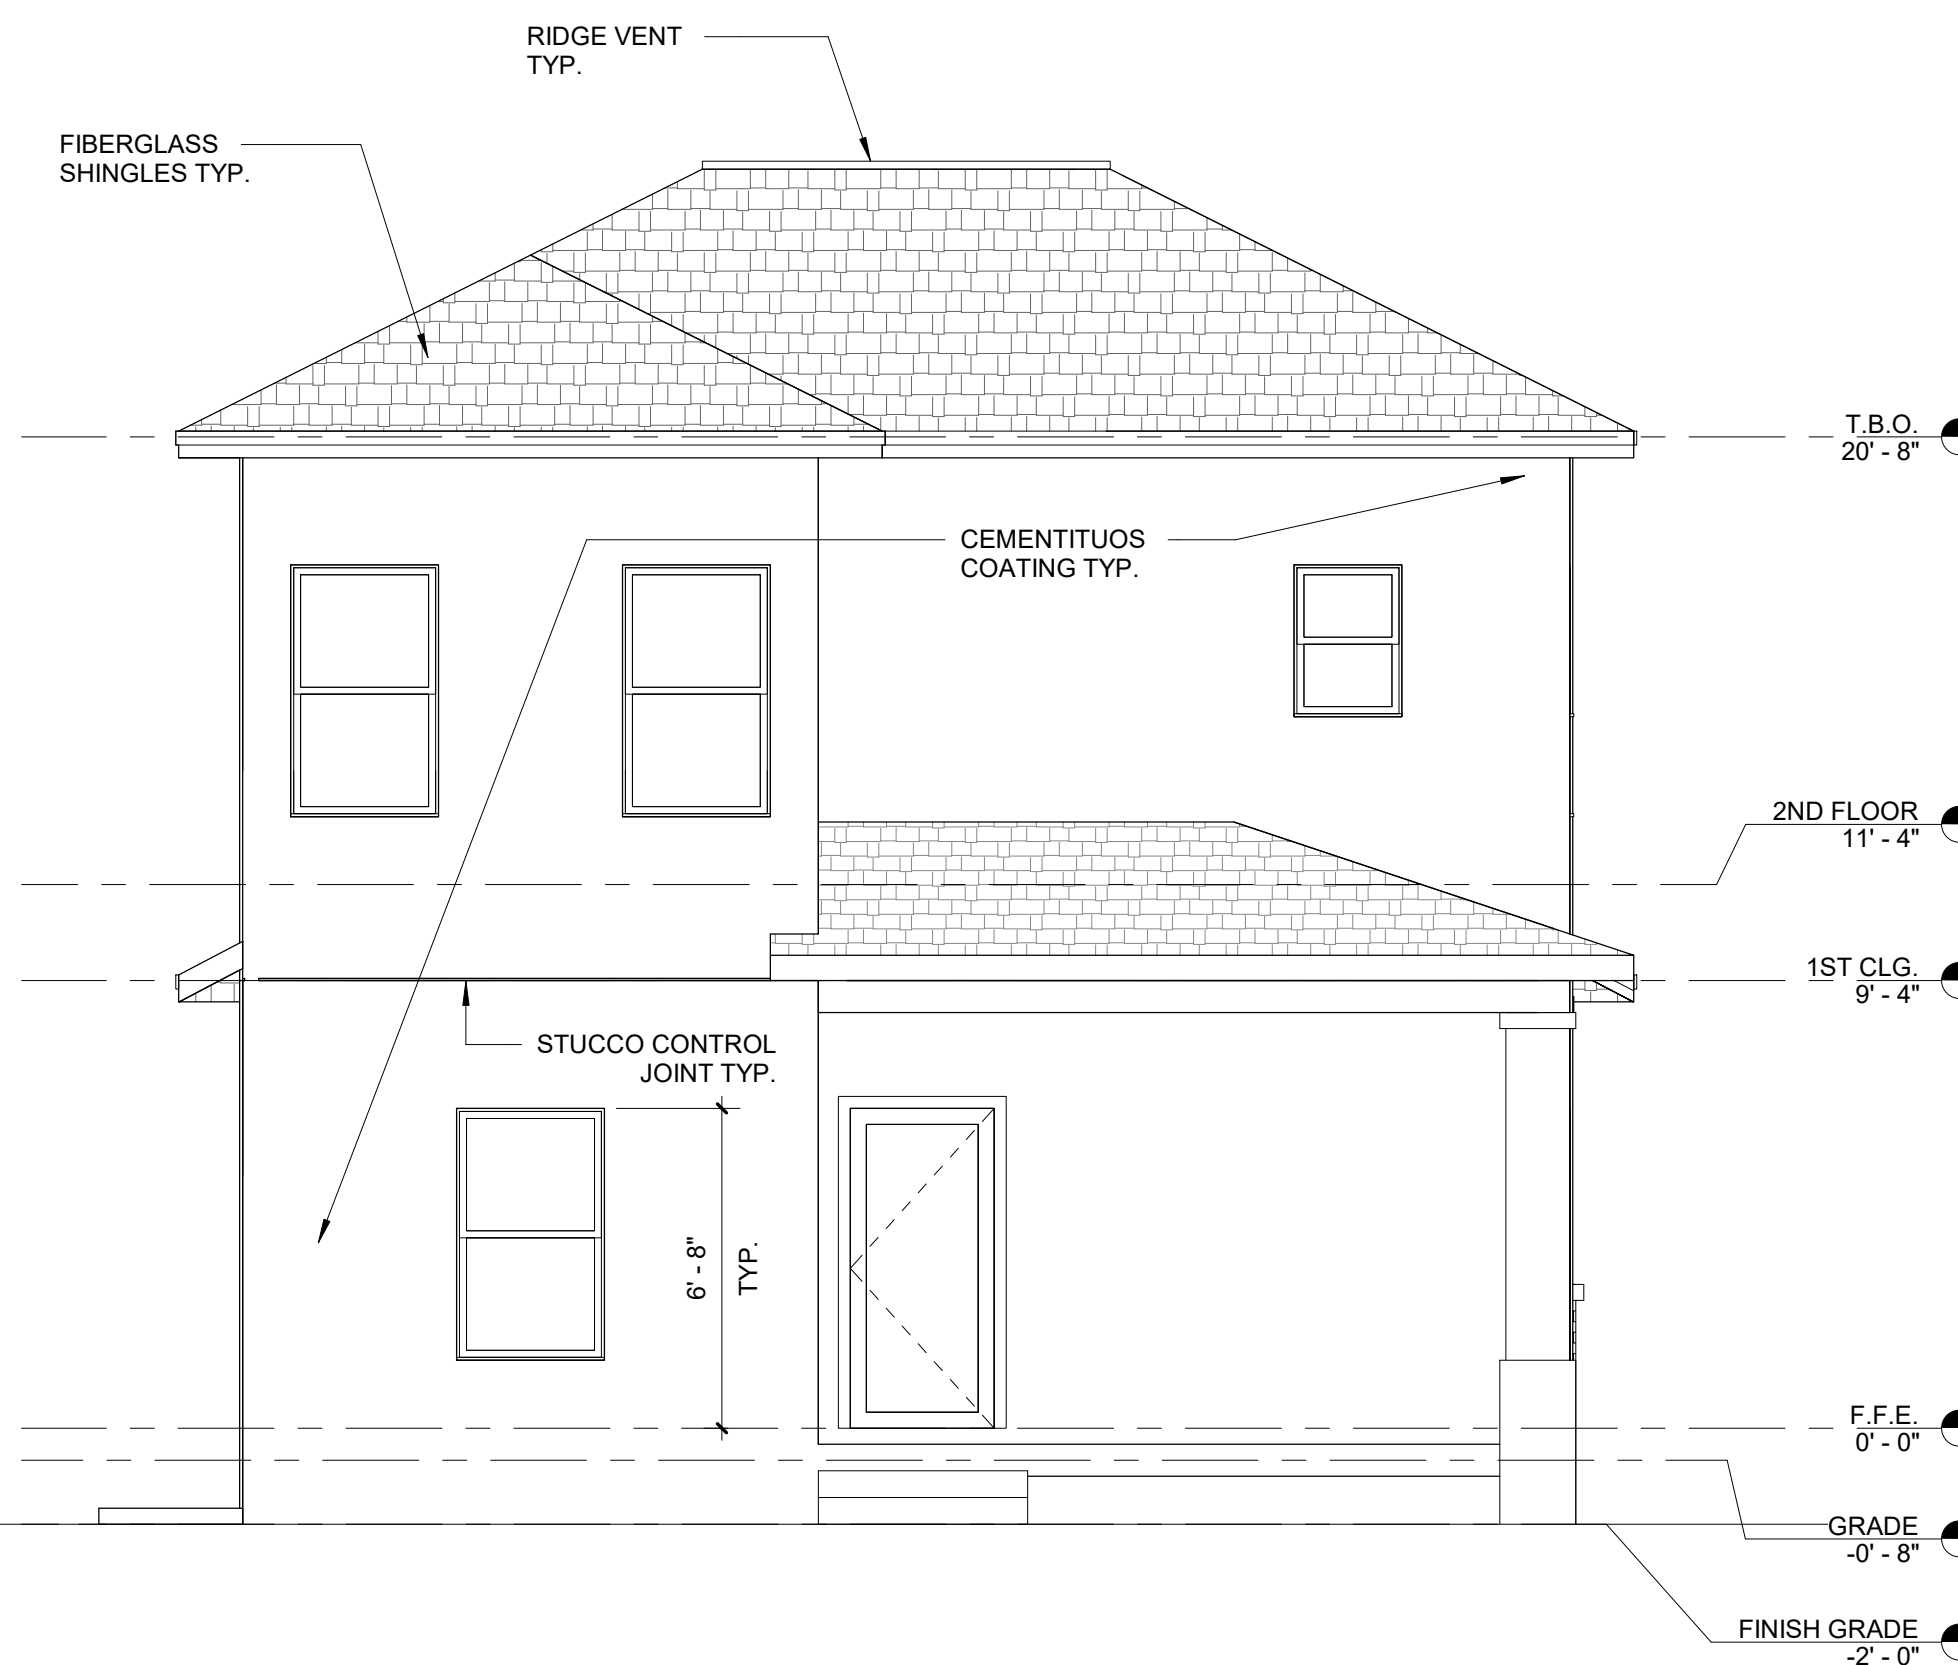 RIDGE VENT
TYP.
FIBERGLASS
SHINGLES TYP.
T.B.O.
20' - 8"
CEMENTITUOS
COATING TYP.
2ND FLOOR
11' - 4"
1ST CLG.
9' - 4"
STUCCO CONTROL
JOINT TYP.
6' - 8"
TYP.
F.F.E.
0' - 0"
GRADE
-0' - 8"
FINISH GRADE
-2' - 0"